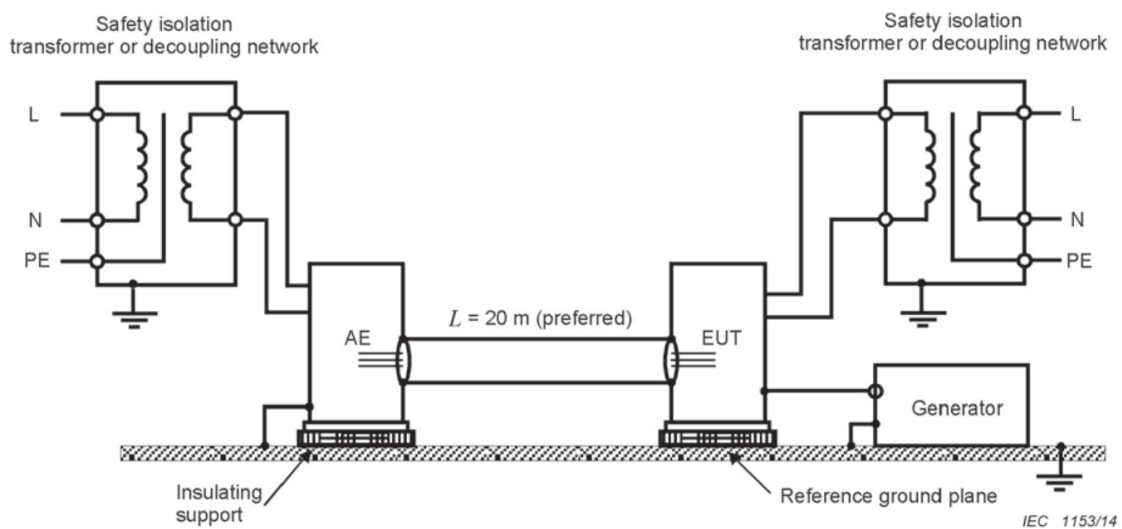 Safety isolation
transformer or decoupling network
Safety isolation
transformer or decoupling network
L
N
PE
L
N
PE
L = 20 m (preferred)
AE
EUT
Generator
Insulating
support
Reference ground plane
IEC 1153/14